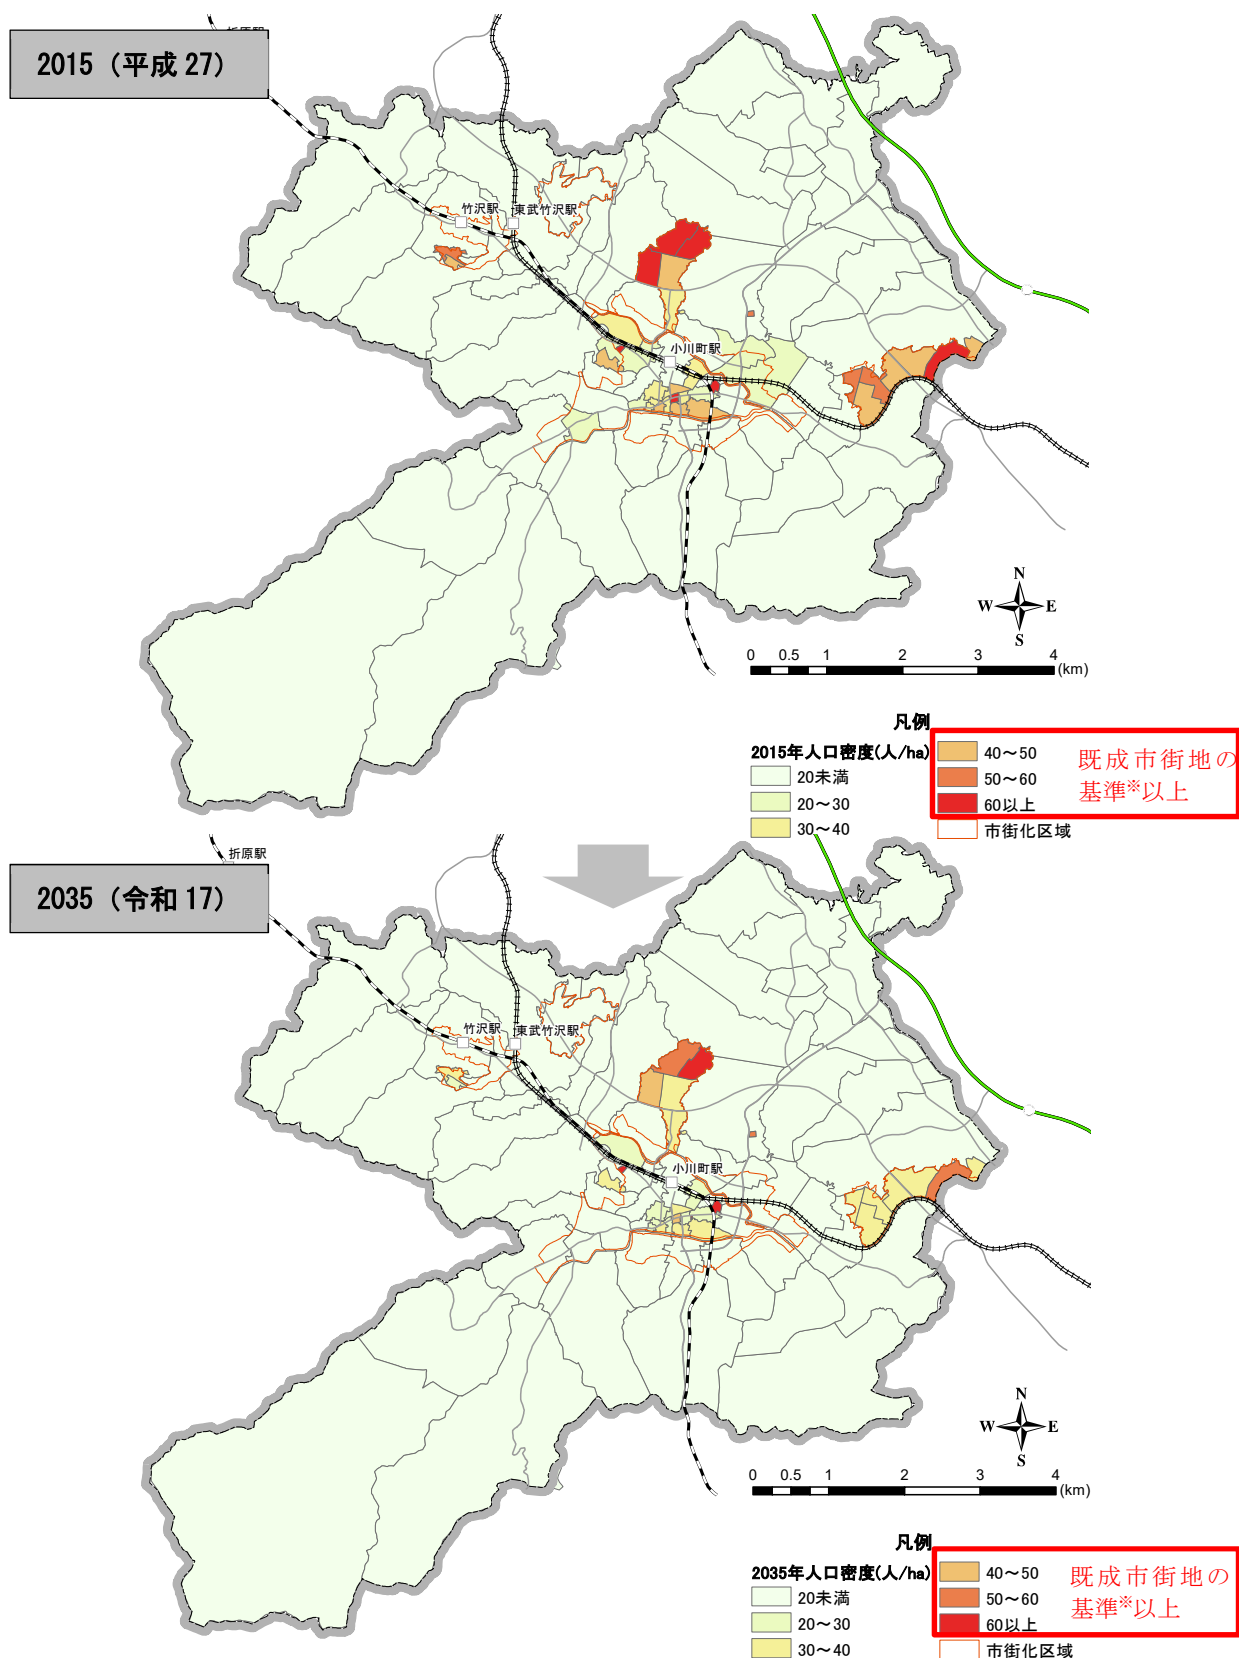 折原駅
2015（平成 27）
竹沢駅
東武竹沢駅
小川町駅
N
W E
S
0 0.5 1 2 3 4
(km)
凡例
2015年人口密度(人/ha)
20未満
20～30
30～40
40～50
50～60
60以上
市街化区域
既成市街地の
基準※以上
折原駅
2035（令和 17）
竹沢駅
東武竹沢駅
小川町駅
N
W E
S
0 0.5 1 2 3 4
(km)
凡例
2035年人口密度(人/ha)
20未満
20～30
30～40
40～50
50～60
60以上
市街化区域
既成市街地の
基準※以上